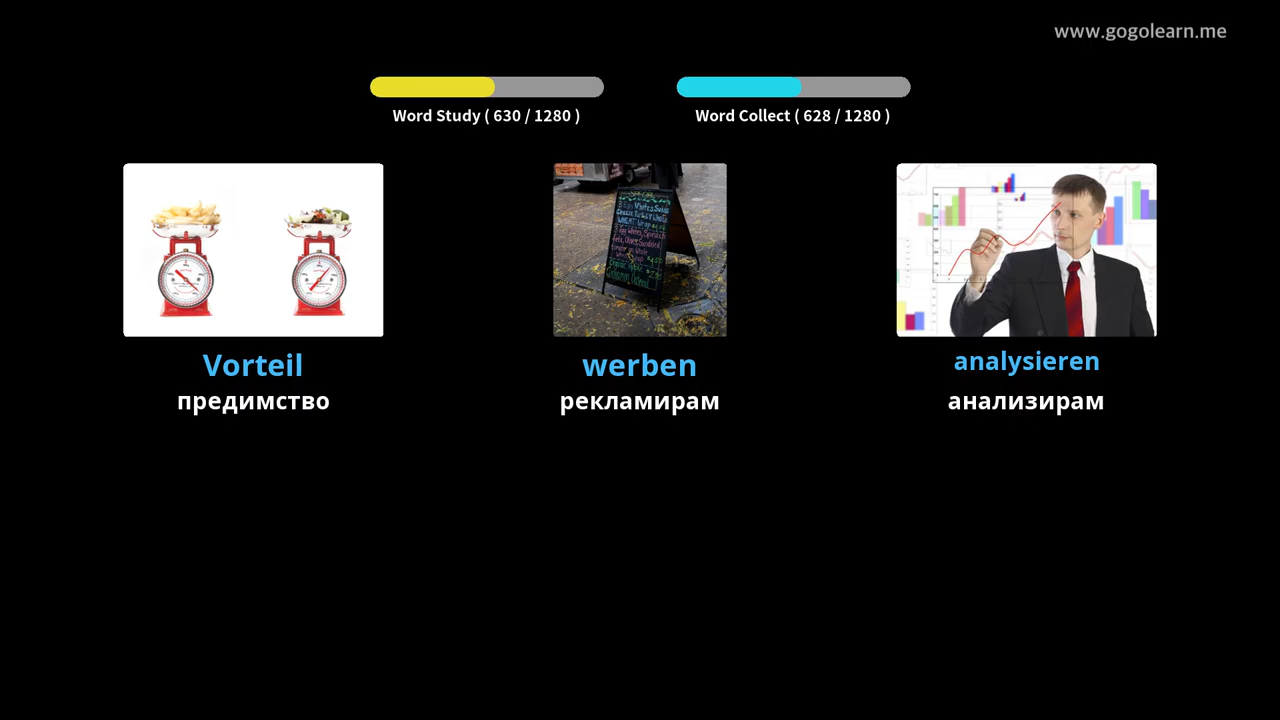 www.gogolearn.me
Word Study ( 630 / 1280 )
Word Collect ( 628 / 1280 )
Vorteil
предимство
werben
рекламирам
analysieren
анализирам